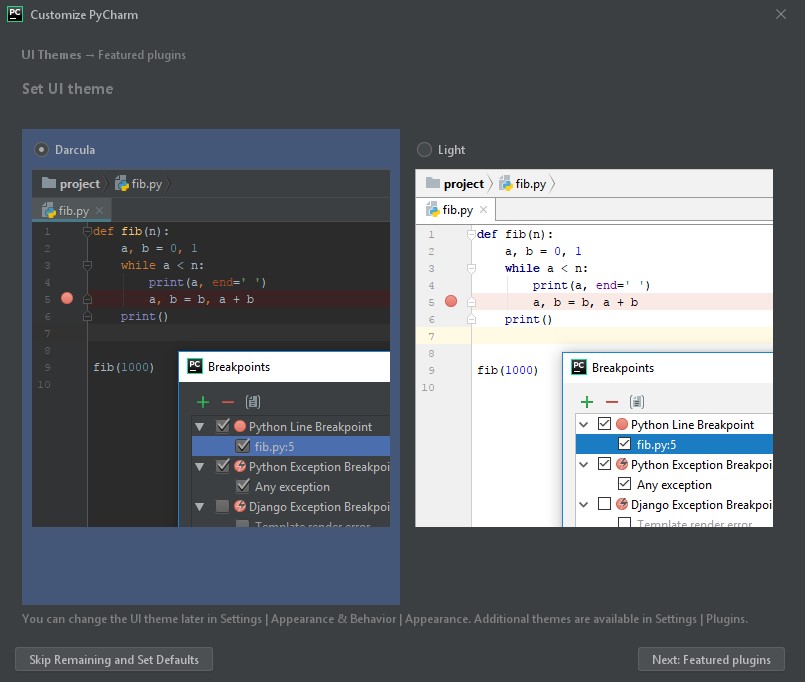 PC Customize PyCharm
UI Themes → Featured plugins
Set UI theme
Darcula
project fib.py
fib.py
1 def fib(n):
2 a, b = 0, 1
3 while a < n:
4 print(a, end=' ')
5 a, b = b, a + b
6 print()
7
8
9 fib(1000)
10
PC Breakpoints
Python Line Breakpoint
fib.py:5
Python Exception Breakpoi
Any exception
Django Exception Breakpoi
Template render error
Light
project fib.py
fib.py
1 def fib(n):
2 a, b = 0, 1
3 while a < n:
4 print(a, end=' ')
5 a, b = b, a + b
6 print()
7
8
9 fib(1000)
10
PC Breakpoints
Python Line Breakpoint
fib.py:5
Python Exception Breakpoi
Any exception
Django Exception Breakpoi
Template render error
You can change the UI theme later in Settings | Appearance & Behavior | Appearance. Additional themes are available in Settings | Plugins.
Skip Remaining and Set Defaults
Next: Featured plugins